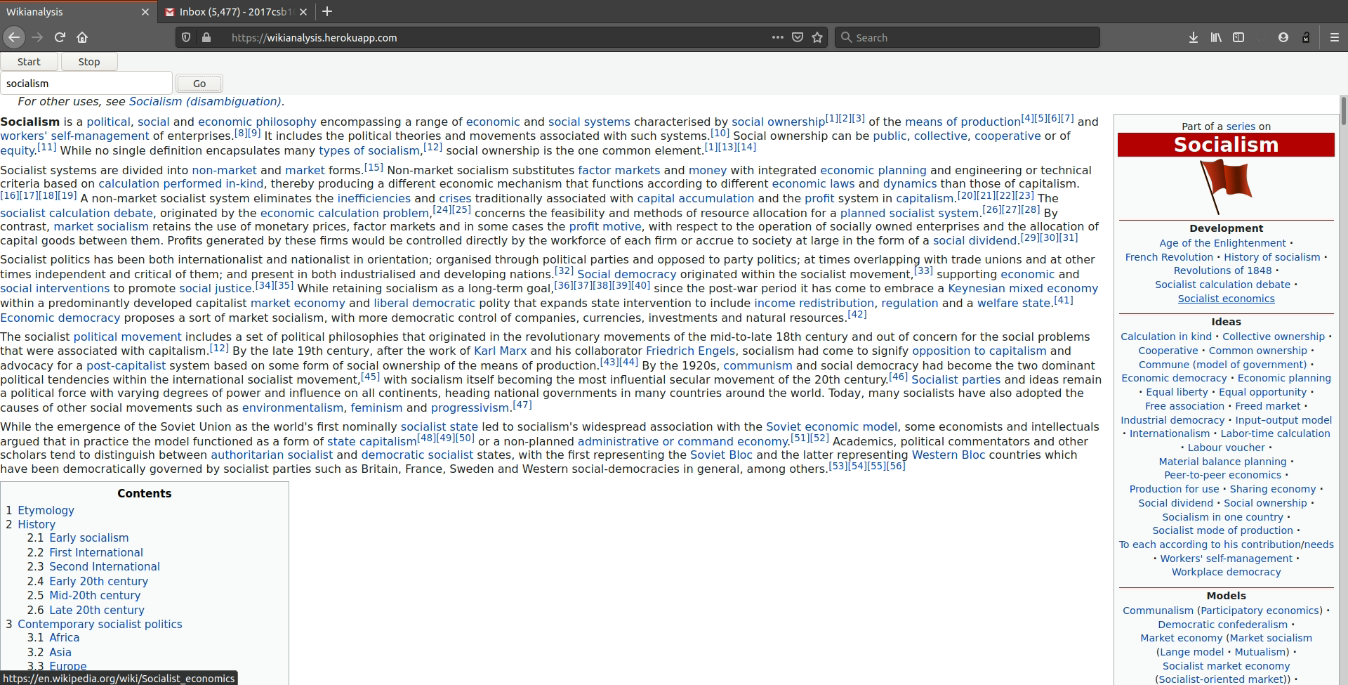 Wikianalysis
Inbox (5,477) - 2017csb1
https://wikianalysis.herokuapp.com
Search
Start Stop
socialism Go
For other uses, see Socialism (disambiguation).
Socialism is a political, social and economic philosophy encompassing a range of economic and social systems characterised by social ownership[1][2][3] of the means of production[4][5][6][7] and
workers' self-management of enterprises.[8][9] It includes the political theories and movements associated with such systems.[10] Social ownership can be public, collective, cooperative or of
equity.[11] While no single definition encapsulates many types of socialism,[12] social ownership is the one common element.[1][13][14]
Socialist systems are divided into non-market and market forms.[15] Non-market socialism substitutes factor markets and money with integrated economic planning and engineering or technical
criteria based on calculation performed in-kind, thereby producing a different economic mechanism that functions according to different economic laws and dynamics than those of capitalism.
[16][17][18][19] A non-market socialist system eliminates the inefficiencies and crises traditionally associated with capital accumulation and the profit system in capitalism.[20][21][22][23] The
socialist calculation debate, originated by the economic calculation problem,[24][25] concerns the feasibility and methods of resource allocation for a planned socialist system.[26][27][28] By
contrast, market socialism retains the use of monetary prices, factor markets and in some cases the profit motive, with respect to the operation of socially owned enterprises and the allocation of
capital goods between them. Profits generated by these firms would be controlled directly by the workforce of each firm or accrue to society at large in the form of a social dividend.[29][30][31]
Socialist politics has been both internationalist and nationalist in orientation; organised through political parties and opposed to party politics; at times overlapping with trade unions and at other
times independent and critical of them; and present in both industrialised and developing nations.[32] Social democracy originated within the socialist movement,[33] supporting economic and
social interventions to promote social justice.[34][35] While retaining socialism as a long-term goal,[36][37][38][39][40] since the post-war period it has come to embrace a Keynesian mixed economy
within a predominantly developed capitalist market economy and liberal democratic polity that expands state intervention to include income redistribution, regulation and a welfare state.[41]
Economic democracy proposes a sort of market socialism, with more democratic control of companies, currencies, investments and natural resources.[42]
The socialist political movement includes a set of political philosophies that originated in the revolutionary movements of the mid-to-late 18th century and out of concern for the social problems
that were associated with capitalism.[12] By the late 19th century, after the work of Karl Marx and his collaborator Friedrich Engels, socialism had come to signify opposition to capitalism and
advocacy for a post-capitalist system based on some form of social ownership of the means of production.[43][44] By the 1920s, communism and social democracy had become the two dominant
political tendencies within the international socialist movement,[45] with socialism itself becoming the most influential secular movement of the 20th century.[46] Socialist parties and ideas remain
a political force with varying degrees of power and influence on all continents, heading national governments in many countries around the world. Today, many socialists have also adopted the
causes of other social movements such as environmentalism, feminism and progressivism.[47]
While the emergence of the Soviet Union as the world's first nominally socialist state led to socialism's widespread association with the Soviet economic model, some economists and intellectuals
argued that in practice the model functioned as a form of state capitalism[48][49][50] or a non-planned administrative or command economy.[51][52] Academics, political commentators and other
scholars tend to distinguish between authoritarian socialist and democratic socialist states, with the first representing the Soviet Bloc and the latter representing Western Bloc countries which
have been democratically governed by socialist parties such as Britain, France, Sweden and Western social-democracies in general, among others.[53][54][55][56]
Contents
1 Etymology
2 History
2.1 Early socialism
2.2 First International
2.3 Second International
2.4 Early 20th century
2.5 Mid-20th century
2.6 Late 20th century
3 Contemporary socialist politics
3.1 Africa
3.2 Asia
3.3 Europe
https://en.wikipedia.org/wiki/Socialist_economics
Part of a series on
Socialism
Development
Age of the Enlightenment •
French Revolution • History of socialism •
Revolutions of 1848 •
Socialist calculation debate •
Socialist economics
Ideas
Calculation in kind • Collective ownership •
Cooperative • Common ownership •
Commune (model of government) •
Economic democracy • Economic planning
• Equal liberty • Equal opportunity •
Free association • Freed market •
Industrial democracy • Input–output model
• Internationalism • Labor-time calculation
• Labour voucher •
Material balance planning •
Peer-to-peer economics •
Production for use • Sharing economy •
Social dividend • Social ownership •
Socialism in one country •
Socialist mode of production •
To each according to his contribution/needs
• Workers' self-management •
Workplace democracy
Models
Communalism (Participatory economics) •
Democratic confederalism •
Market economy (Market socialism
(Lange model • Mutualism) •
Socialist market economy
(Socialist-oriented market)) •